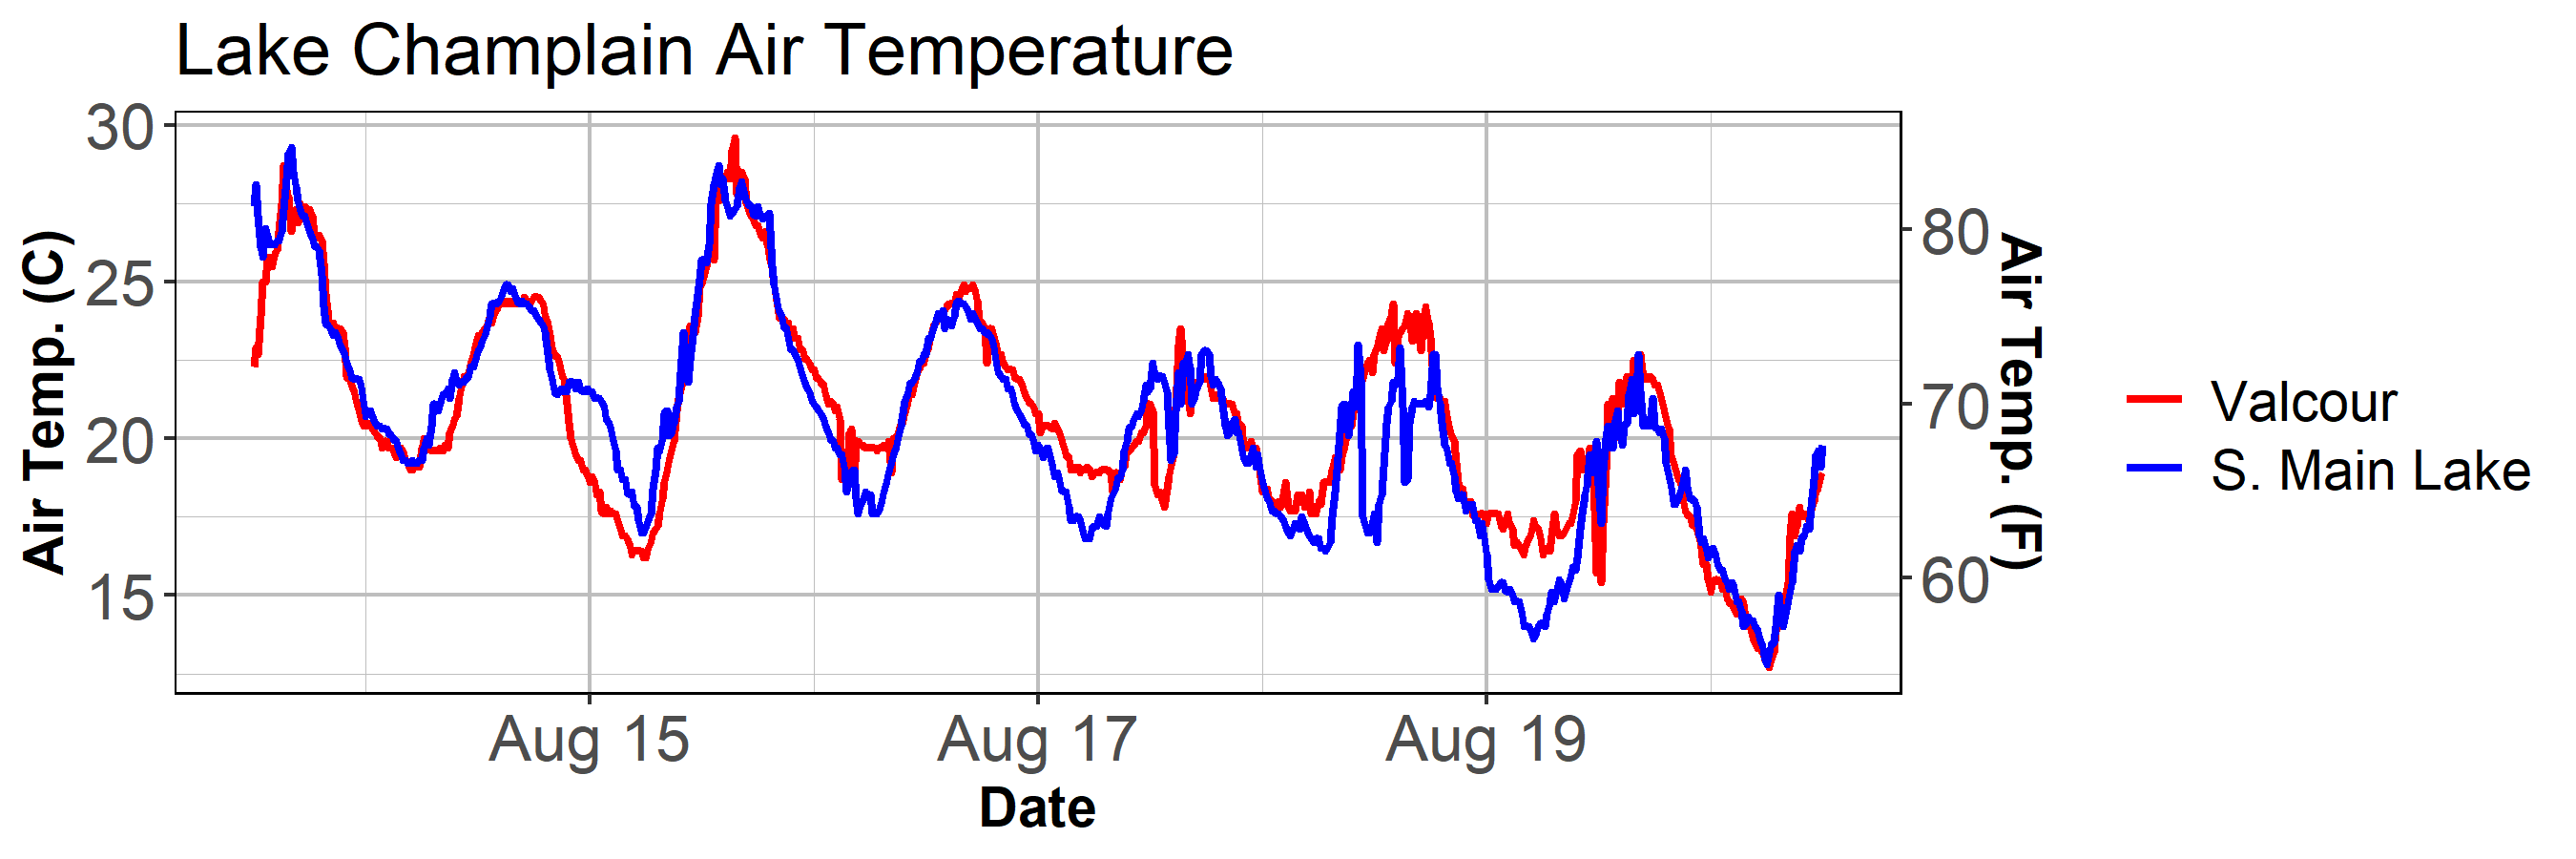 Lake Champlain Air Temperature
30
25
20
15
Air Temp. (C)
80
70
60
Air Temp. (F)
Aug 15
Aug 17
Aug 19
Date
Valcour
S. Main Lake